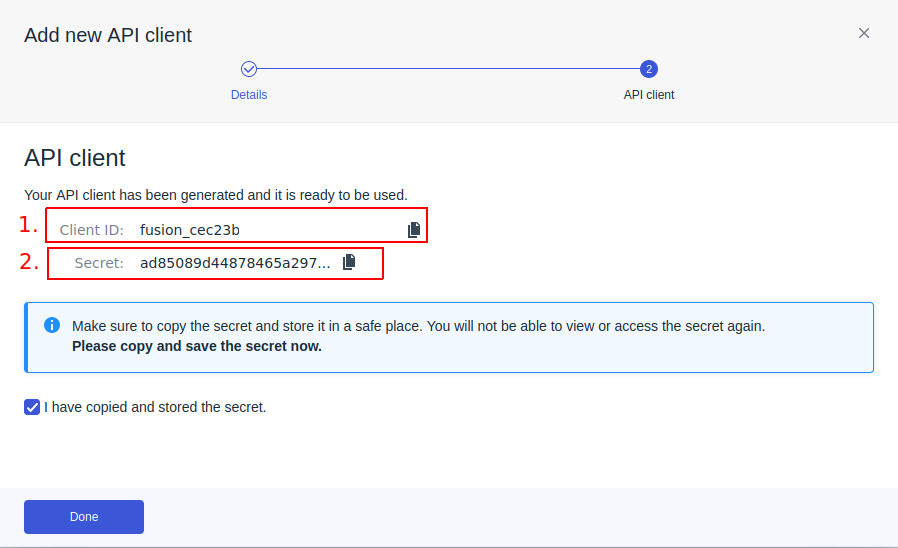 Add new API client
2
Details
API client
API client
Your API client has been generated and it is ready to be used.
1. Client ID: fusion_cec23b
2. Secret: ad85089d44878465a297...
Make sure to copy the secret and store it in a safe place. You will not be able to view or access the secret again.
Please copy and save the secret now.
I have copied and stored the secret.
Done